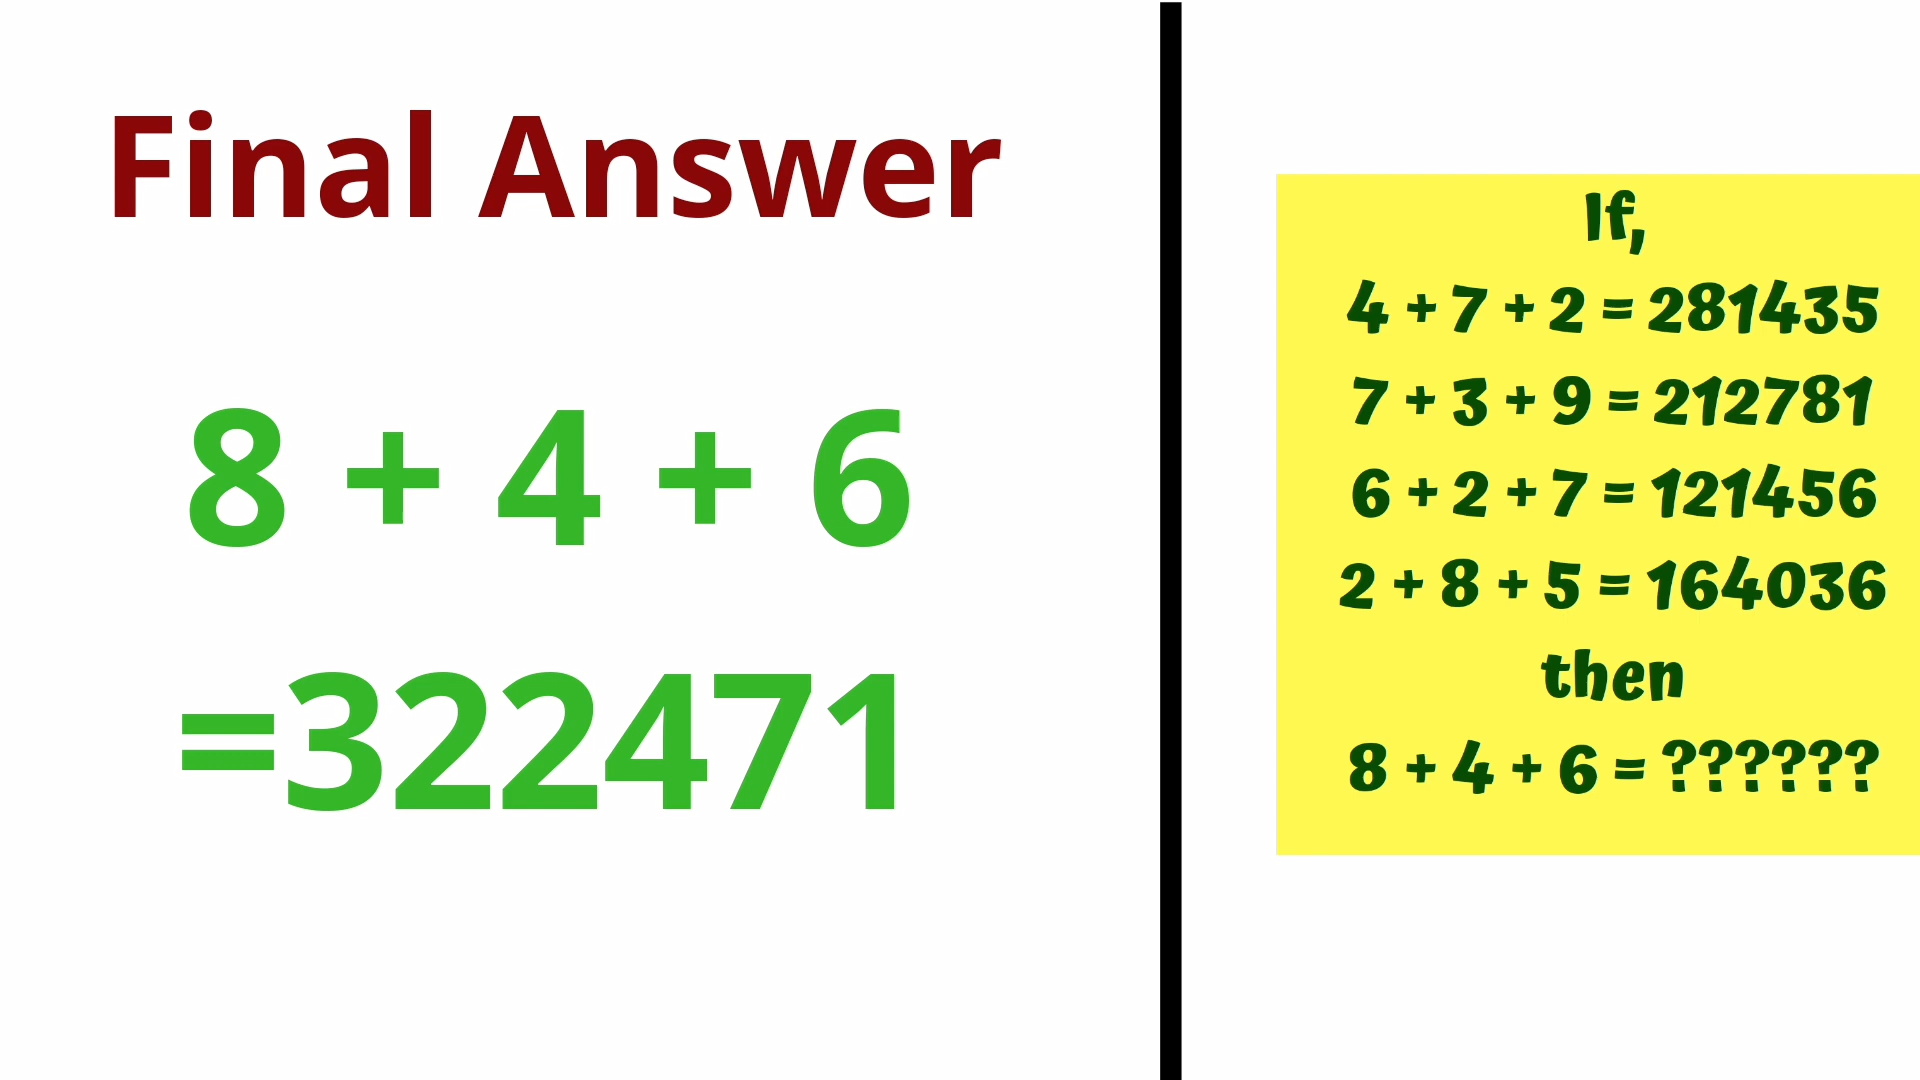 Final Answer
8 + 4 + 6
=322471
If,
4 + 7 + 2 = 281435
7 + 3 + 9 = 212781
6 + 2 + 7 = 121456
2 + 8 + 5 = 164036
then
8 + 4 + 6 = ??????